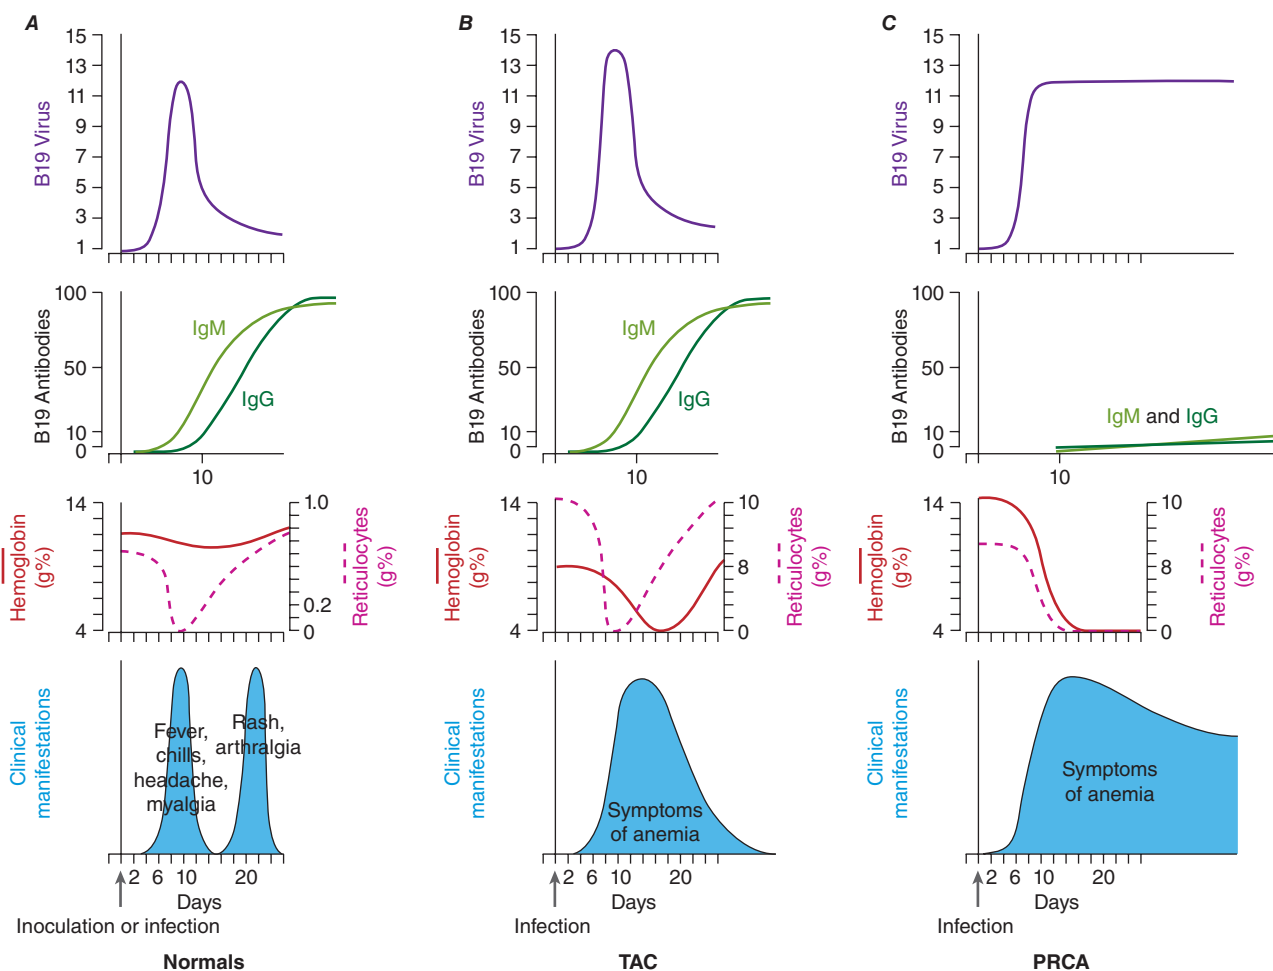 A
15
13
11
9
7
5
3
1
B19 Virus
100
50
10
0
B19 Antibodies
IgM
IgG
10
14
4
Hemoglobin
(g%)
1.0
0.2
0
Reticulocytes
(g%)
Clinical
manifestations
Fever,
chills,
headache,
myalgia
Rash,
arthralgia
2 6 10 20
Days
Inoculation or infection
Normals
B
15
13
11
9
7
5
3
1
B19 Virus
100
50
10
0
B19 Antibodies
IgM
IgG
10
14
4
Hemoglobin
(g%)
10
8
0
Reticulocytes
(g%)
Clinical
manifestations
Symptoms
of anemia
2 6 10 20
Days
Infection
TAC
C
15
13
11
9
7
5
3
1
B19 Virus
100
50
10
0
B19 Antibodies
IgM and IgG
10
14
4
Hemoglobin
(g%)
10
8
0
Reticulocytes
(g%)
Clinical
manifestations
Symptoms
of anemia
2 6 10 20
Days
Infection
PRCA